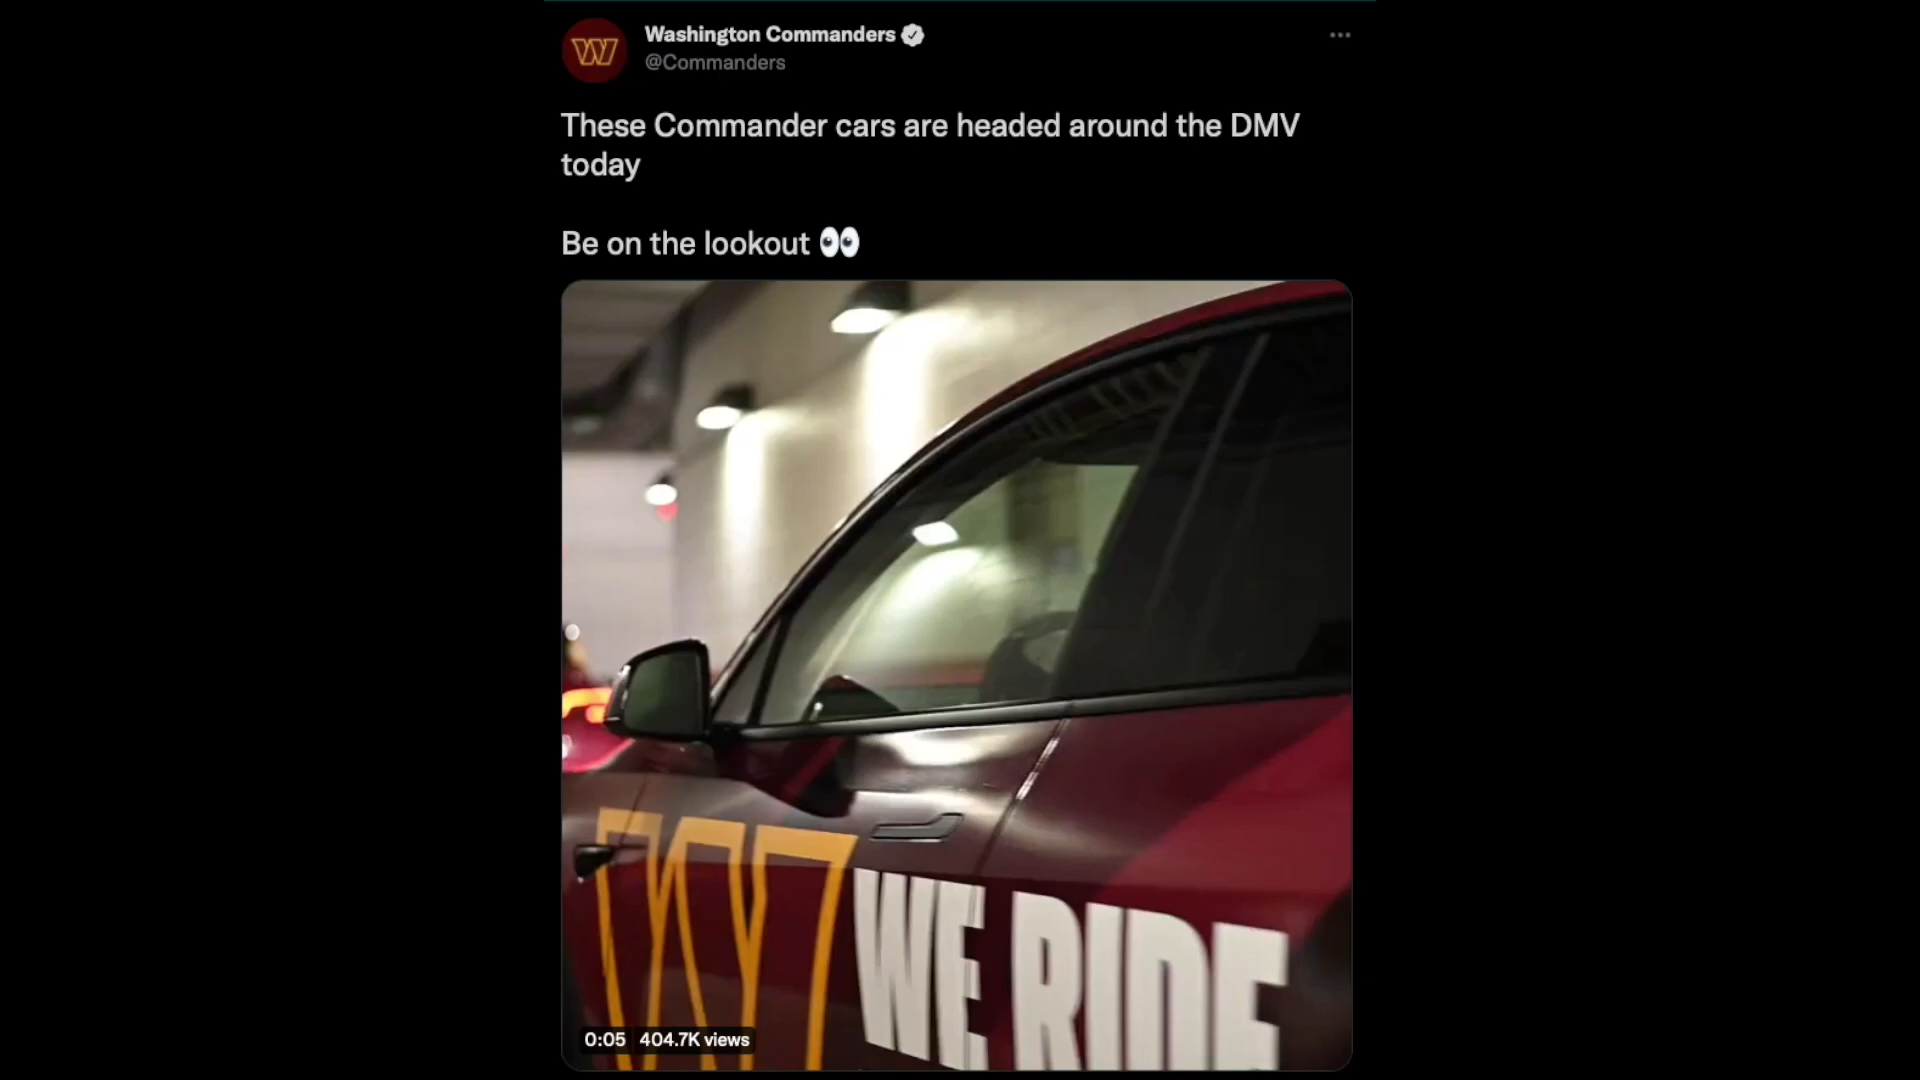 Washington Commanders
@Commanders
These Commander cars are headed around the DMV
today
Be on the lookout 👀
W WE RIDE
0:05 404.7K views